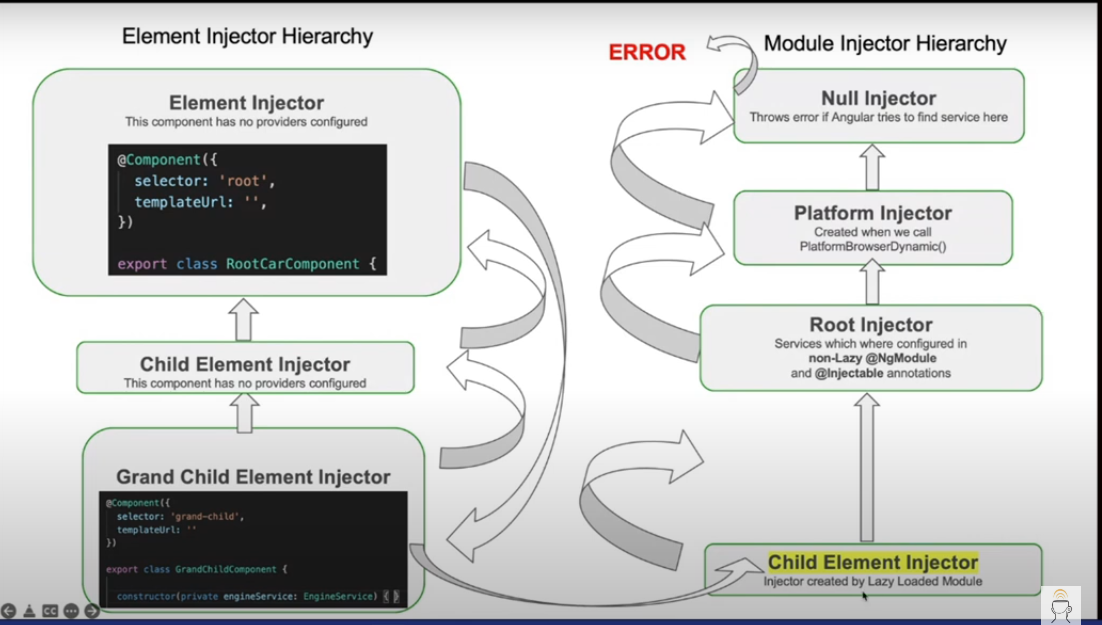 Element Injector Hierarchy
Element Injector
This component has no providers configured
@Component({
selector: 'root',
templateUrl: '',
})
export class RootCarComponent {
Child Element Injector
This component has no providers configured
Grand Child Element Injector
@Component({
selector: 'grand-child',
templateUrl: ''
})
export class GrandChildComponent {
constructor(private engineService: EngineService) { }
ERROR
Module Injector Hierarchy
Null Injector
Throws error if Angular tries to find service here
Platform Injector
Created when we call
PlatformBrowserDynamic()
Root Injector
Services which where configured in
non-Lazy @NgModule
and @Injectable annotations
Child Element Injector
Injector created by Lazy Loaded Module
CC